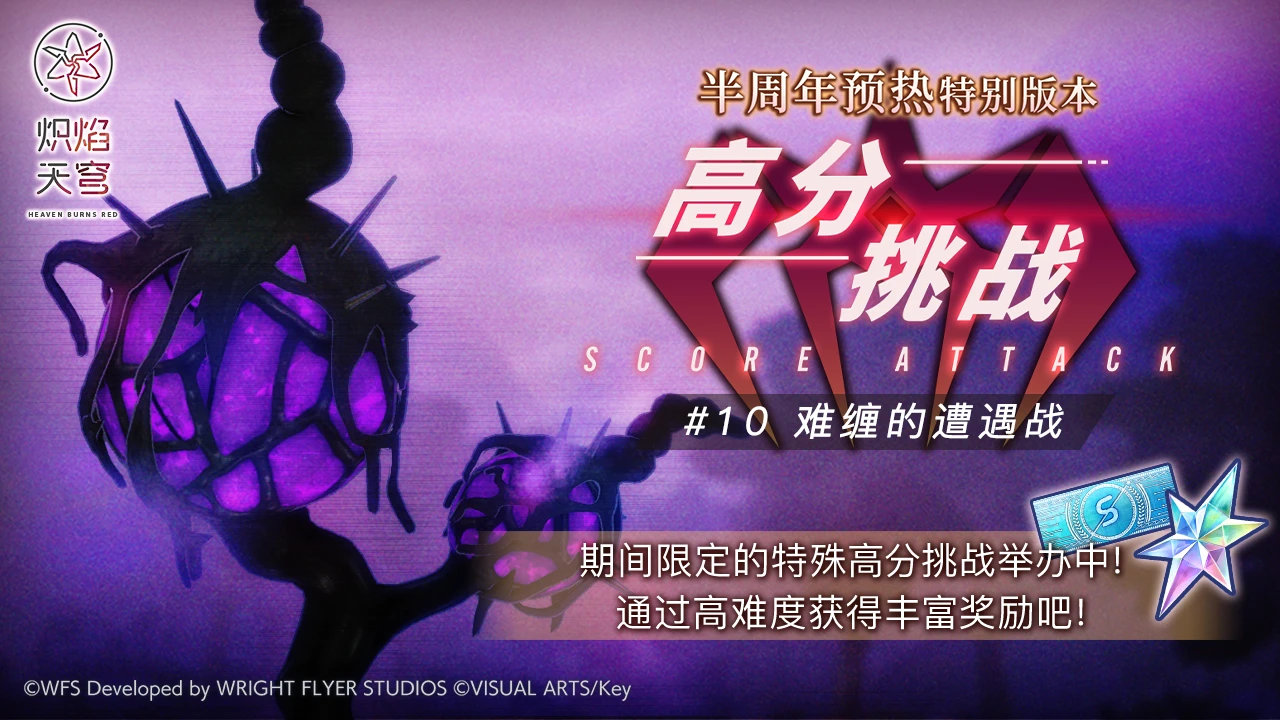 炽焰
天穹
HEAVEN BURNS RED
半周年预热特别版本
高分
挑战
SCORE ATTACK
#10 难缠的遭遇战
S
期间限定的特殊高分挑战举办中!
通过高难度获得丰富奖励吧!
©WFS Developed by WRIGHT FLYER STUDIOS ©VISUAL ARTS/Key